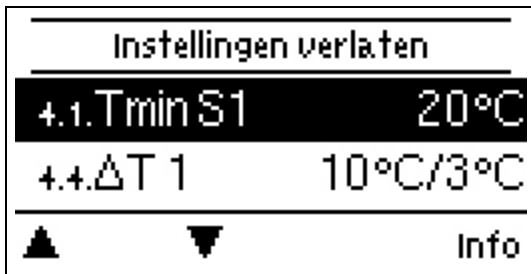 Instellingen verlaten
4.1.Tmin S1 20°C
4.4.ΔT 1 10°C/3°C
▲ ▼ Info